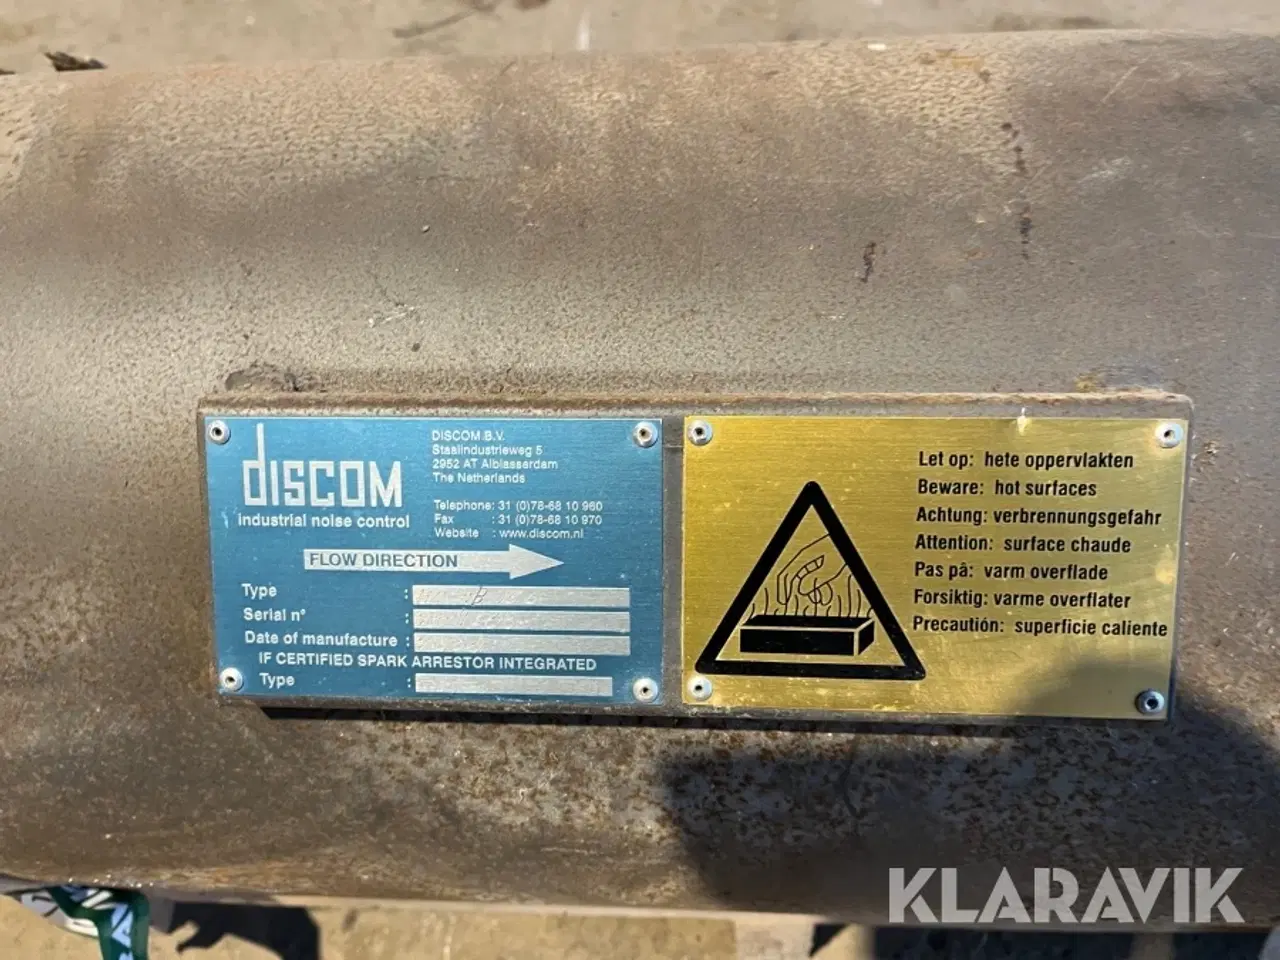 discom
industrial noise control
DISCOM B.V.
Staalindustrieweg 5
2952 AT Alblasserdam
The Netherlands
Telephone: 31 (0)78-68 10 960
Fax : 31 (0)78-68 10 970
Website : www.discom.nl
FLOW DIRECTION
Type :
Serial n° :
Date of manufacture :
IF CERTIFIED SPARK ARRESTOR INTEGRATED
Type :
Let op: hete oppervlakten
Beware: hot surfaces
Achtung: verbrennungsgefahr
Attention: surface chaude
Pas på: varm overflade
Forsiktig: varme overflater
Precaución: superficie caliente
KLARAVIK